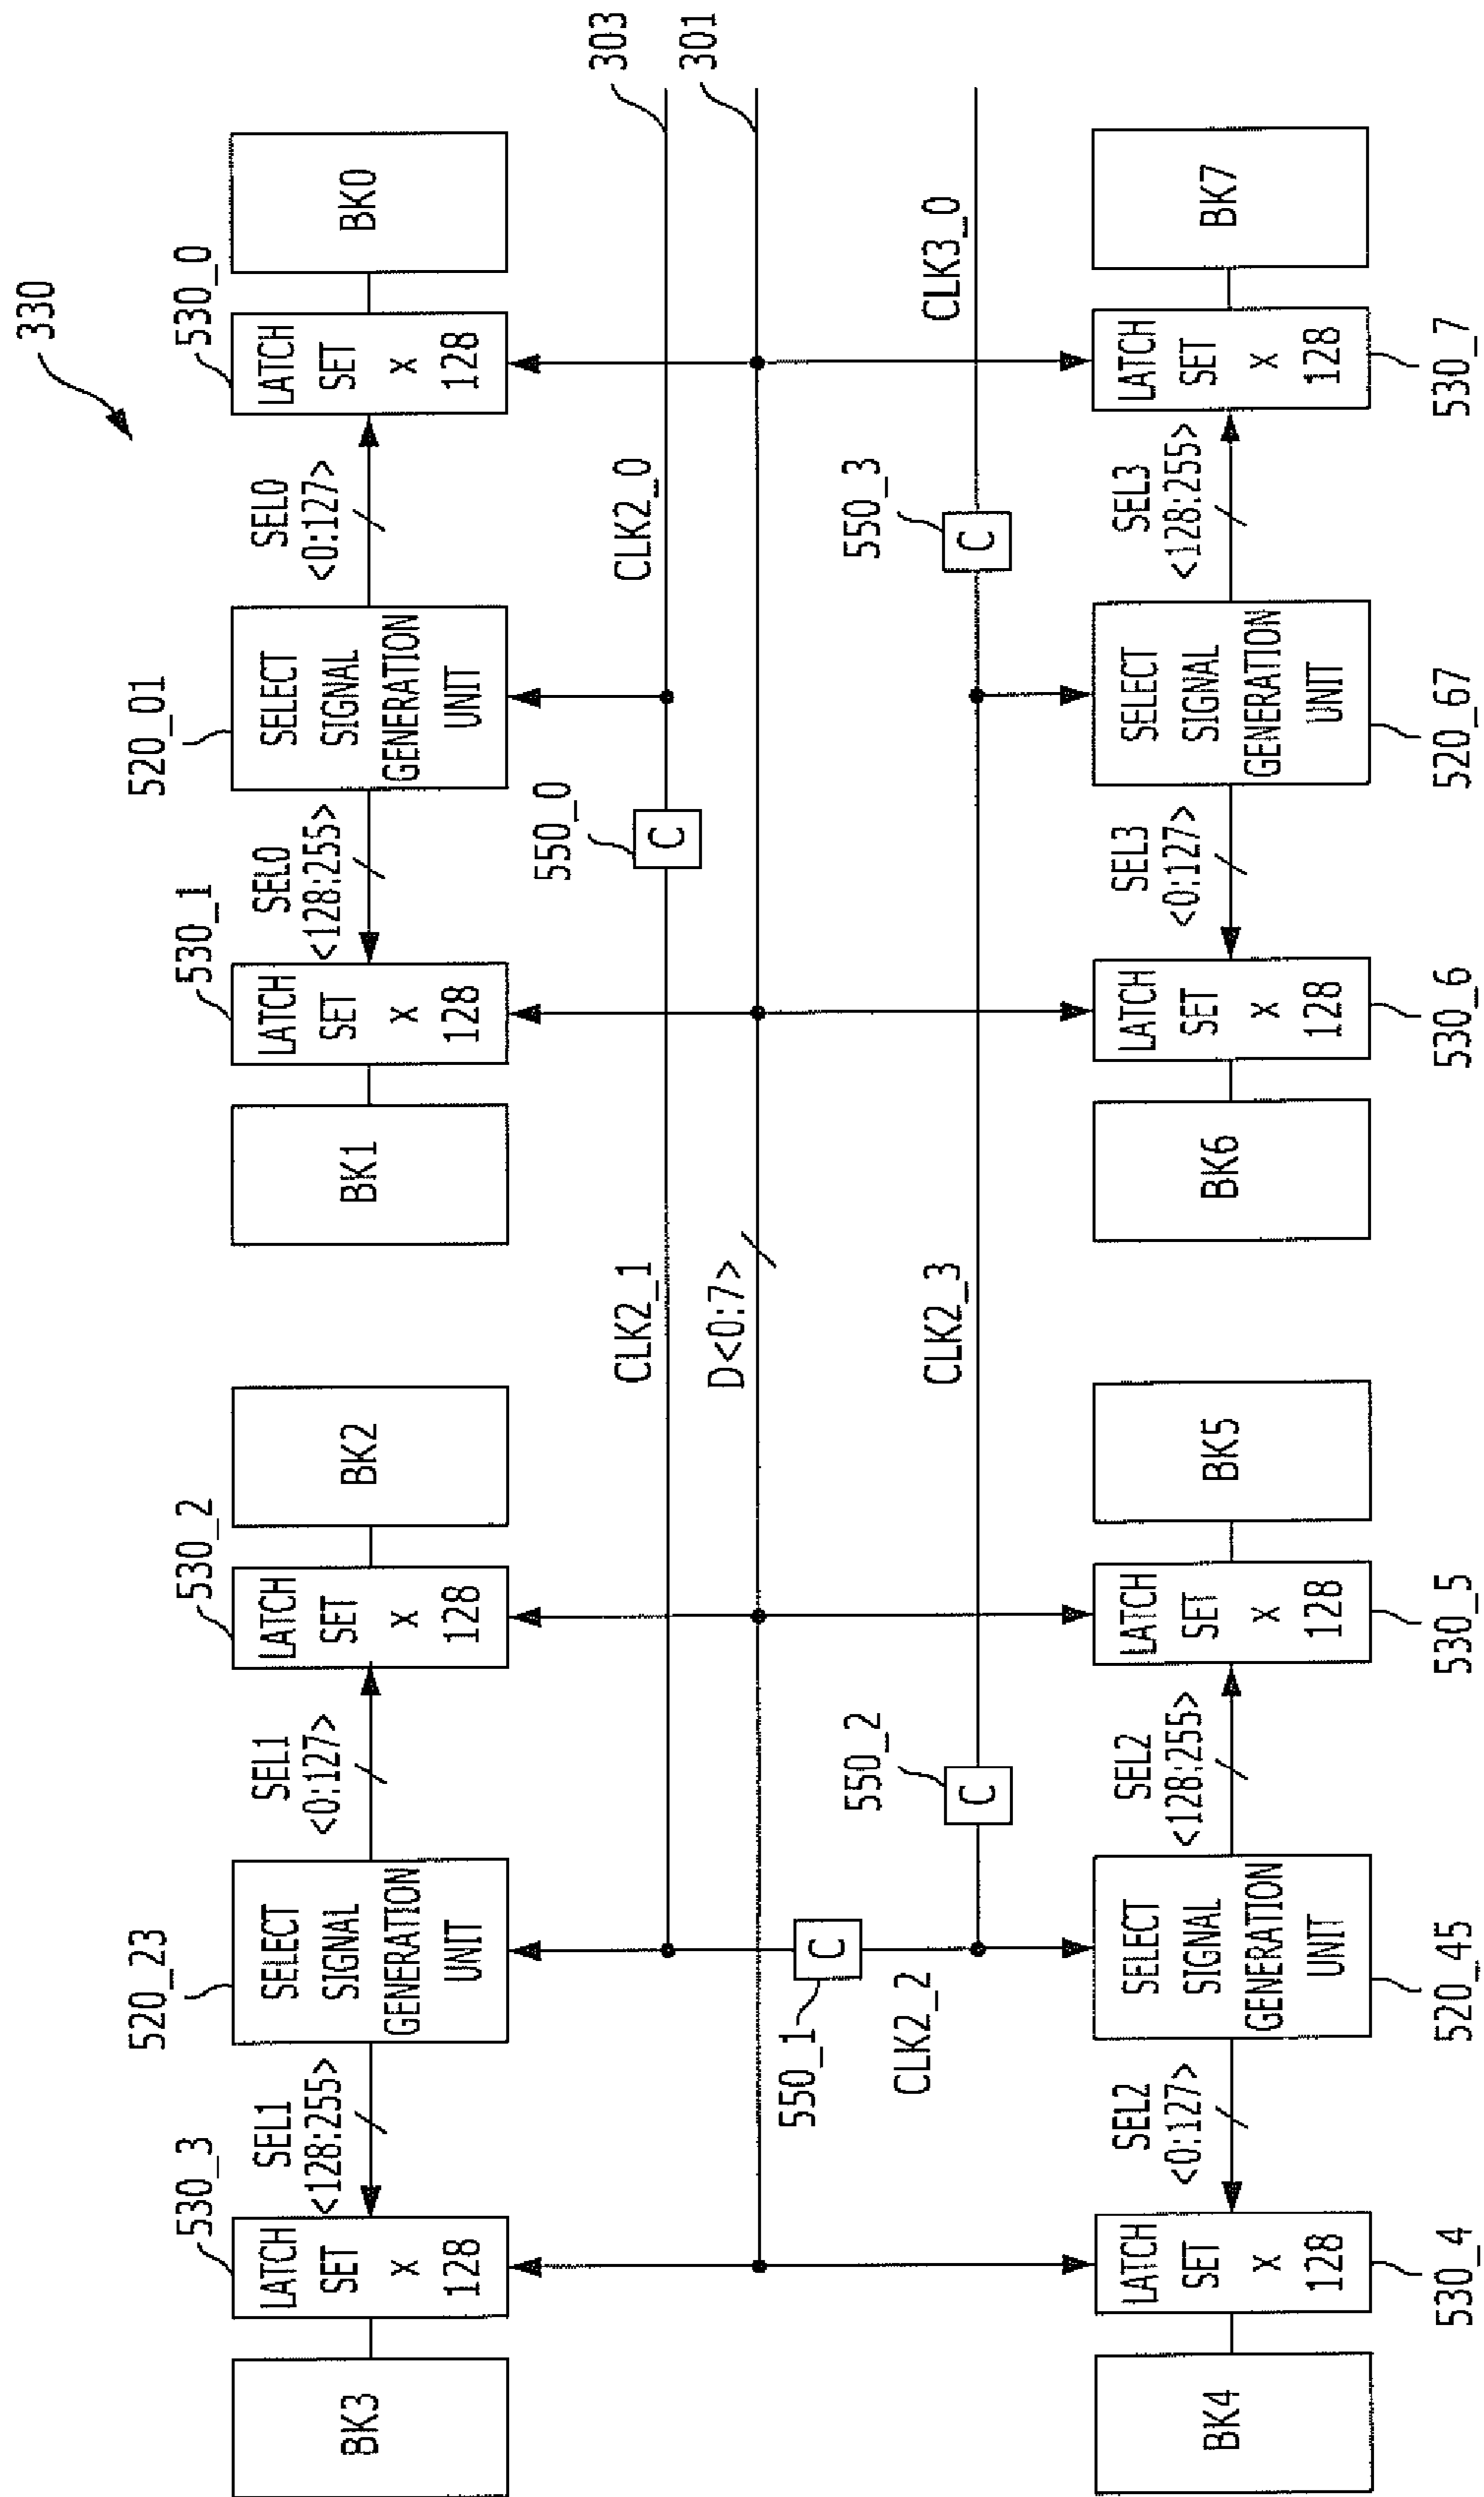 330
530_3
520_23
530_2
530_1
520_01
530_0
BK3
LATCH
SET
X
128
SEL1
<128:255>
SELECT
SIGNAL
GENERATION
UNIT
SEL1
<0:127>
LATCH
SET
X
128
BK2
BK1
LATCH
SET
X
128
SEL0
<128:255>
SELECT
SIGNAL
GENERATION
UNIT
SEL0
<0:127>
LATCH
SET
X
128
BK0
550_0
C
CLK2_1
CLK2_0
303
D<0:7>
301
550_1
C
CLK2_2
550_2
C
CLK2_3
550_3
C
CLK3_0
BK4
LATCH
SET
X
128
SEL2
<0:127>
SELECT
SIGNAL
GENERATION
UNIT
SEL2
<128:255>
LATCH
SET
X
128
BK5
BK6
LATCH
SET
X
128
SEL3
<0:127>
SELECT
SIGNAL
GENERATION
UNIT
SEL3
<128:255>
LATCH
SET
X
128
BK7
530_4
520_45
530_5
530_6
520_67
530_7